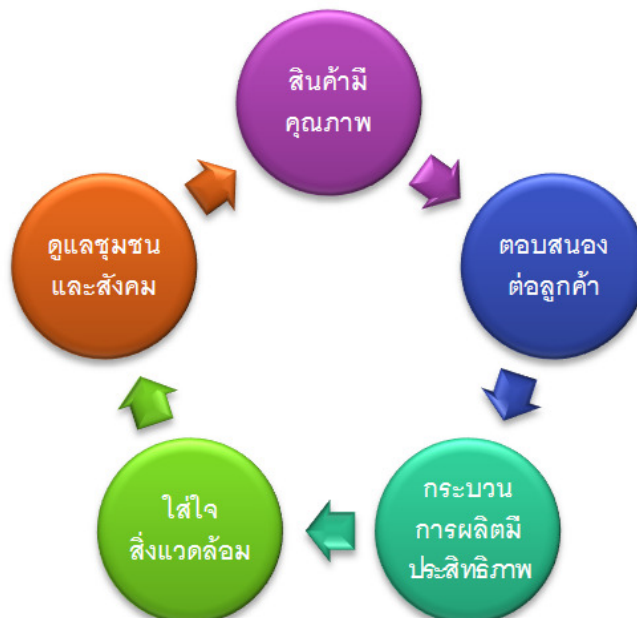 สินค้ามี
คุณภาพ
ตอบสนอง
ต่อลูกค้า
กระบวน
การผลิตมี
ประสิทธิภาพ
ใส่ใจ
สิ่งแวดล้อม
ดูแลชุมชน
และสังคม